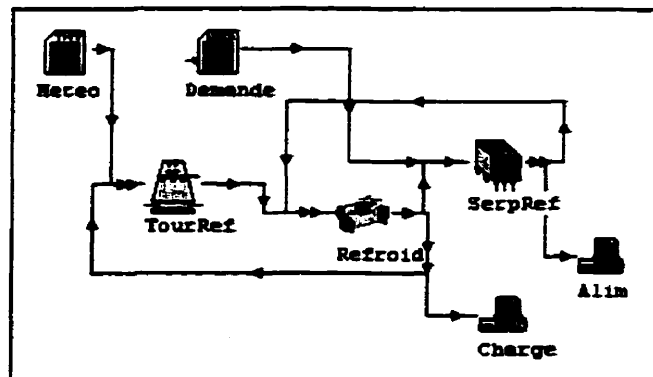 Meteo
Demande
TourRef
SerpRef
Refroid
Alim
Charge